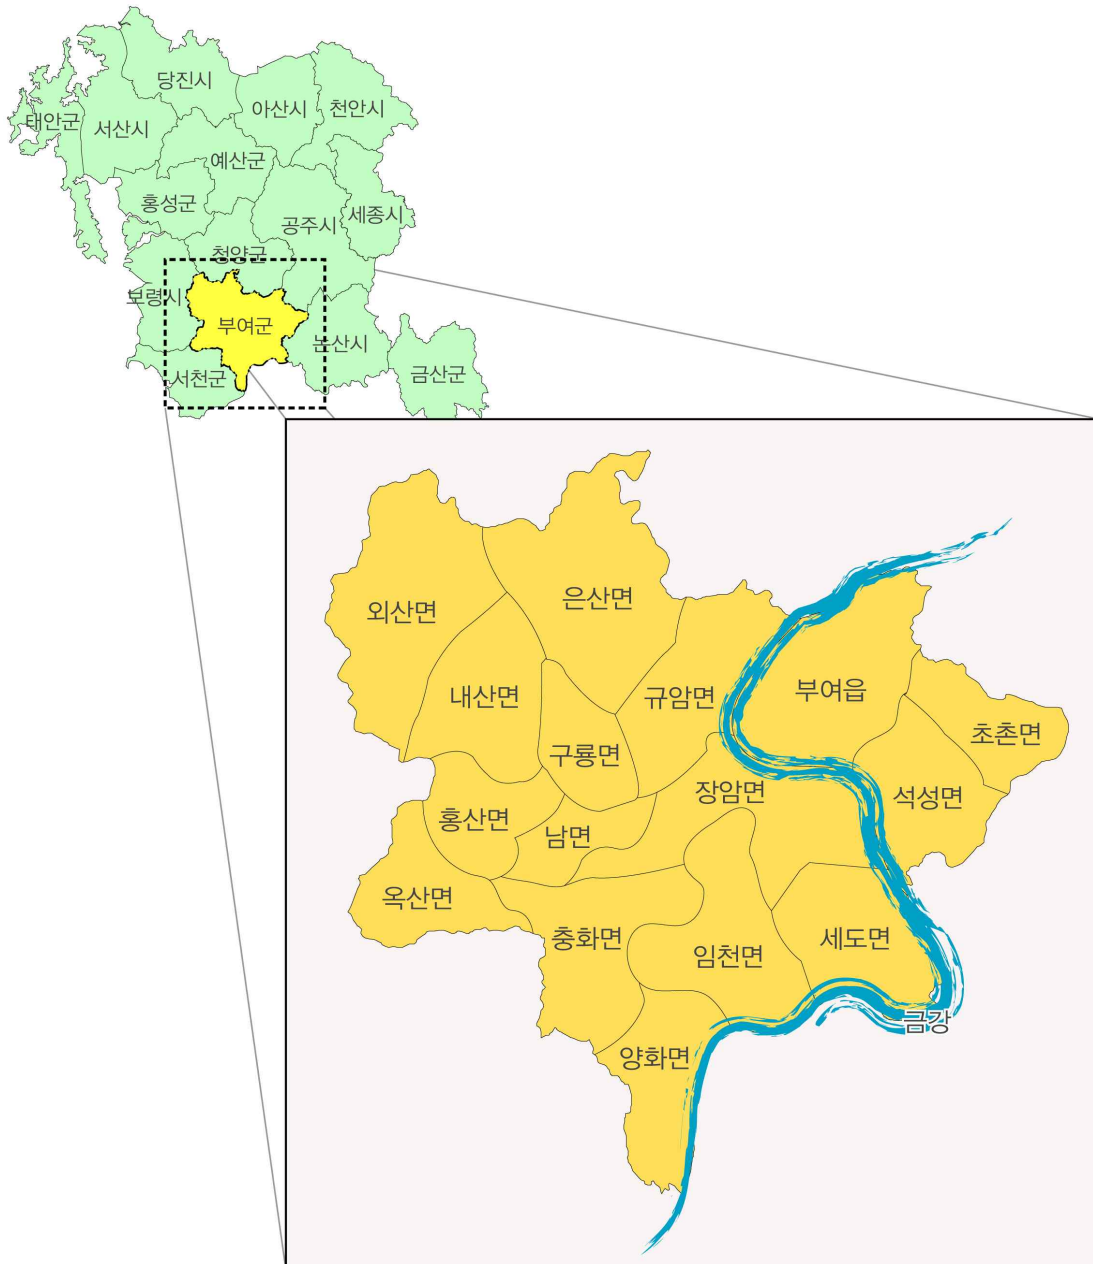 당진시
아산시
천안시
태안군
서산시
예산군
홍성군
공주시
세종시
청양군
보령시
부여군
논산시
서천군
금산군
은산면
외산면
내산면
규암면
부여읍
초촌면
구룡면
장암면
석성면
홍산면
남면
옥산면
충화면
임천면
세도면
금강
양화면